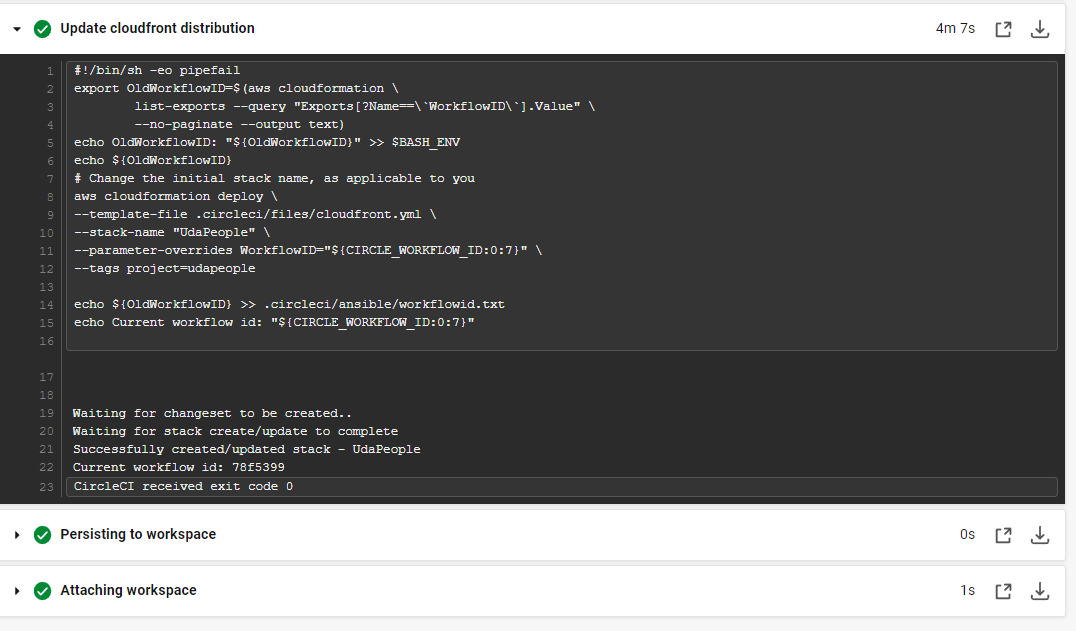 Update cloudfront distribution 4m 7s
1 #!/bin/sh -eo pipefail
2 export OldWorkflowID=$(aws cloudformation \
3 list-exports --query "Exports[?Name==\`WorkflowID\`].Value" \
4 --no-paginate --output text)
5 echo OldWorkflowID: "${OldWorkflowID}" >> $BASH_ENV
6 echo ${OldWorkflowID}
7 # Change the initial stack name, as applicable to you
8 aws cloudformation deploy \
9 --template-file .circleci/files/cloudfront.yml \
10 --stack-name "UdaPeople" \
11 --parameter-overrides WorkflowID="${CIRCLE_WORKFLOW_ID:0:7}" \
12 --tags project=udapeople
13
14 echo ${OldWorkflowID} >> .circleci/ansible/workflowid.txt
15 echo Current workflow id: "${CIRCLE_WORKFLOW_ID:0:7}"
16
17
18
19 Waiting for changeset to be created..
20 Waiting for stack create/update to complete
21 Successfully created/updated stack - UdaPeople
22 Current workflow id: 78f5399
23 CircleCI received exit code 0
Persisting to workspace 0s
Attaching workspace 1s